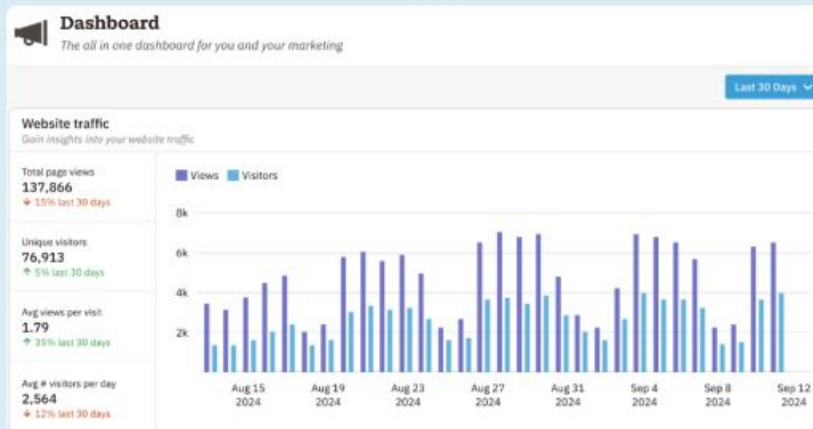 Dashboard
The all in one dashboard for you and your marketing
Last 30 Days
Website traffic
Gain insights into your website traffic
Total page views
137,866
15% last 30 days
Unique visitors
76,913
5% last 30 days
Avg views per visit
1.79
35% last 30 days
Avg # visitors per day
2,564
12% last 30 days
Views Visitors
8k
6k
4k
2k
Aug 15 Aug 19 Aug 23 Aug 27 Aug 31 Sep 4 Sep 8 Sep 12
2024 2024 2024 2024 2024 2024 2024 2024